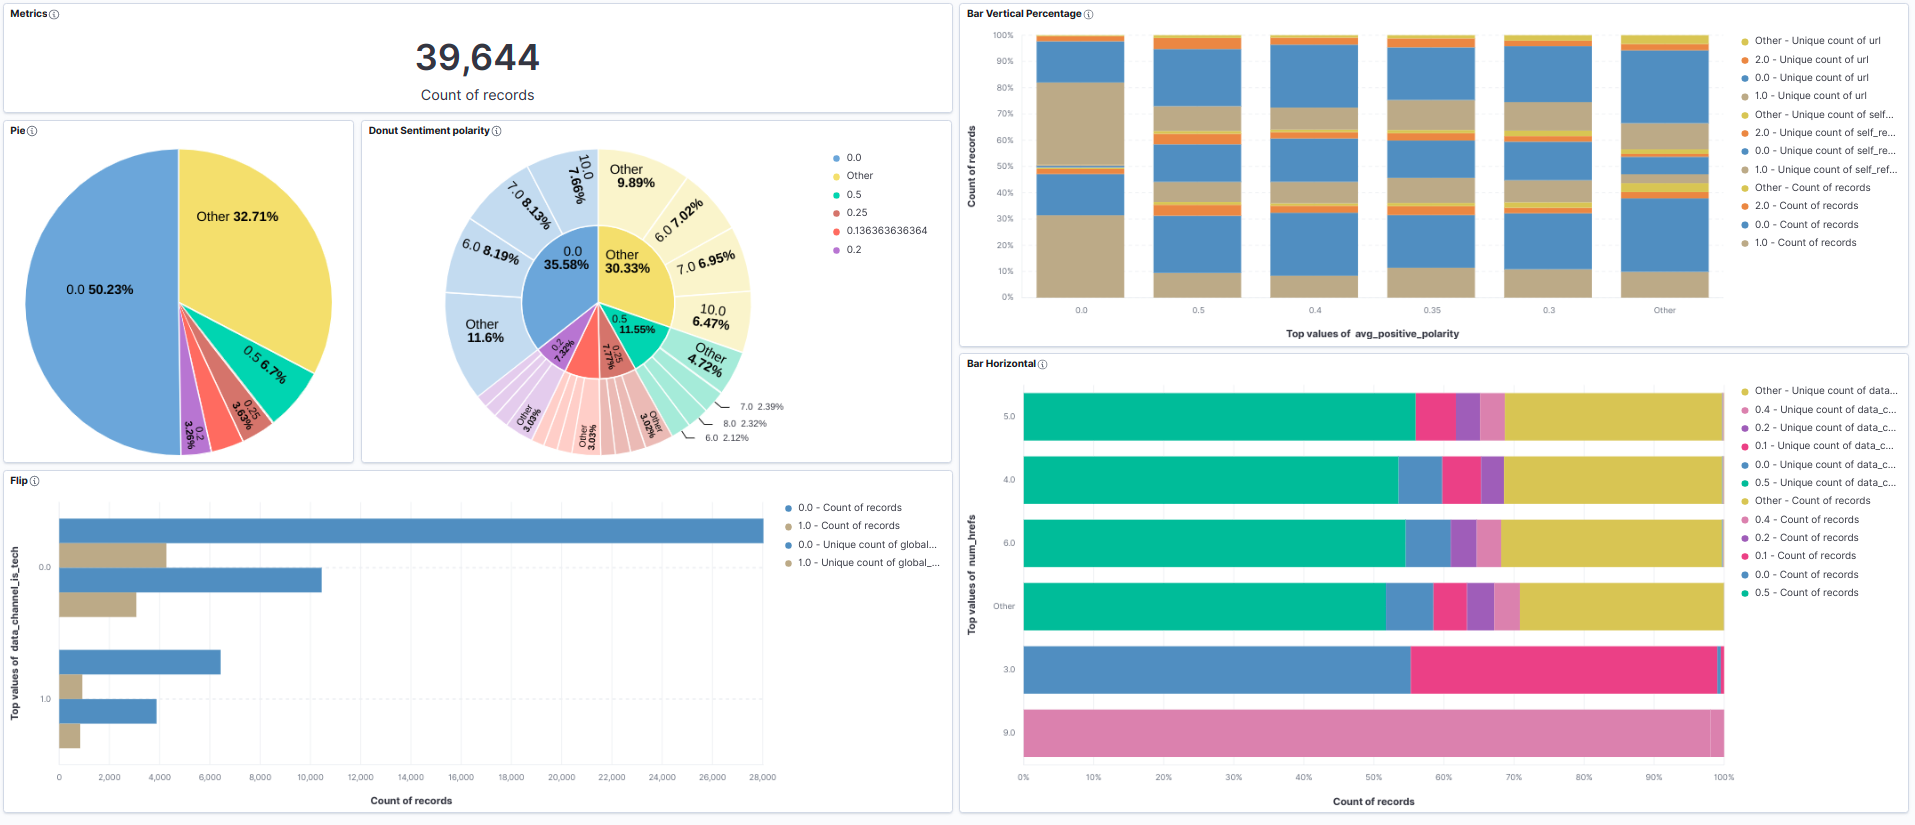 Metrics
39,644
Count of records
Pie
Other 32.71%
0.0 50.23%
0.5 6.7%
0.25
3.63%
0.2
3.26%
Donut Sentiment polarity
10.0
7.66%
Other
9.89%
7.0 8.13%
6.0 7.02%
6.0 8.19%
0.0
35.58%
Other
30.33%
7.0 6.95%
Other
11.6%
0.2
7.32%
0.25
7.77%
0.5
11.55%
10.0
6.47%
Other
4.72%
Other
3.03%
Other
3.03%
Other
3.02%
7.0 2.39%
8.0 2.32%
6.0 2.12%
0.0
Other
0.5
0.25
0.136363636364
0.2
Flip
Top values of data_channel_is_tech
0.0
1.0
0
2,000
4,000
6,000
8,000
10,000
12,000
14,000
16,000
18,000
20,000
22,000
24,000
26,000
28,000
Count of records
0.0 - Count of records
1.0 - Count of records
0.0 - Unique count of global...
1.0 - Unique count of global_...
Bar Vertical Percentage
Count of records
100%
90%
80%
70%
60%
50%
40%
30%
20%
10%
0%
0.0
0.5
0.4
0.35
0.3
Other
Top values of avg_positive_polarity
Other - Unique count of url
2.0 - Unique count of url
0.0 - Unique count of url
1.0 - Unique count of url
Other - Unique count of self...
2.0 - Unique count of self_re...
0.0 - Unique count of self_re...
1.0 - Unique count of self_ref...
Other - Count of records
2.0 - Count of records
0.0 - Count of records
1.0 - Count of records
Bar Horizontal
Top values of num_hrefs
5.0
4.0
6.0
Other
3.0
9.0
0%
10%
20%
30%
40%
50%
60%
70%
80%
90%
100%
Count of records
Other - Unique count of data...
0.4 - Unique count of data_c...
0.2 - Unique count of data_c...
0.1 - Unique count of data_c...
0.0 - Unique count of data_c...
0.5 - Unique count of data_c...
Other - Count of records
0.4 - Count of records
0.2 - Count of records
0.1 - Count of records
0.0 - Count of records
0.5 - Count of records